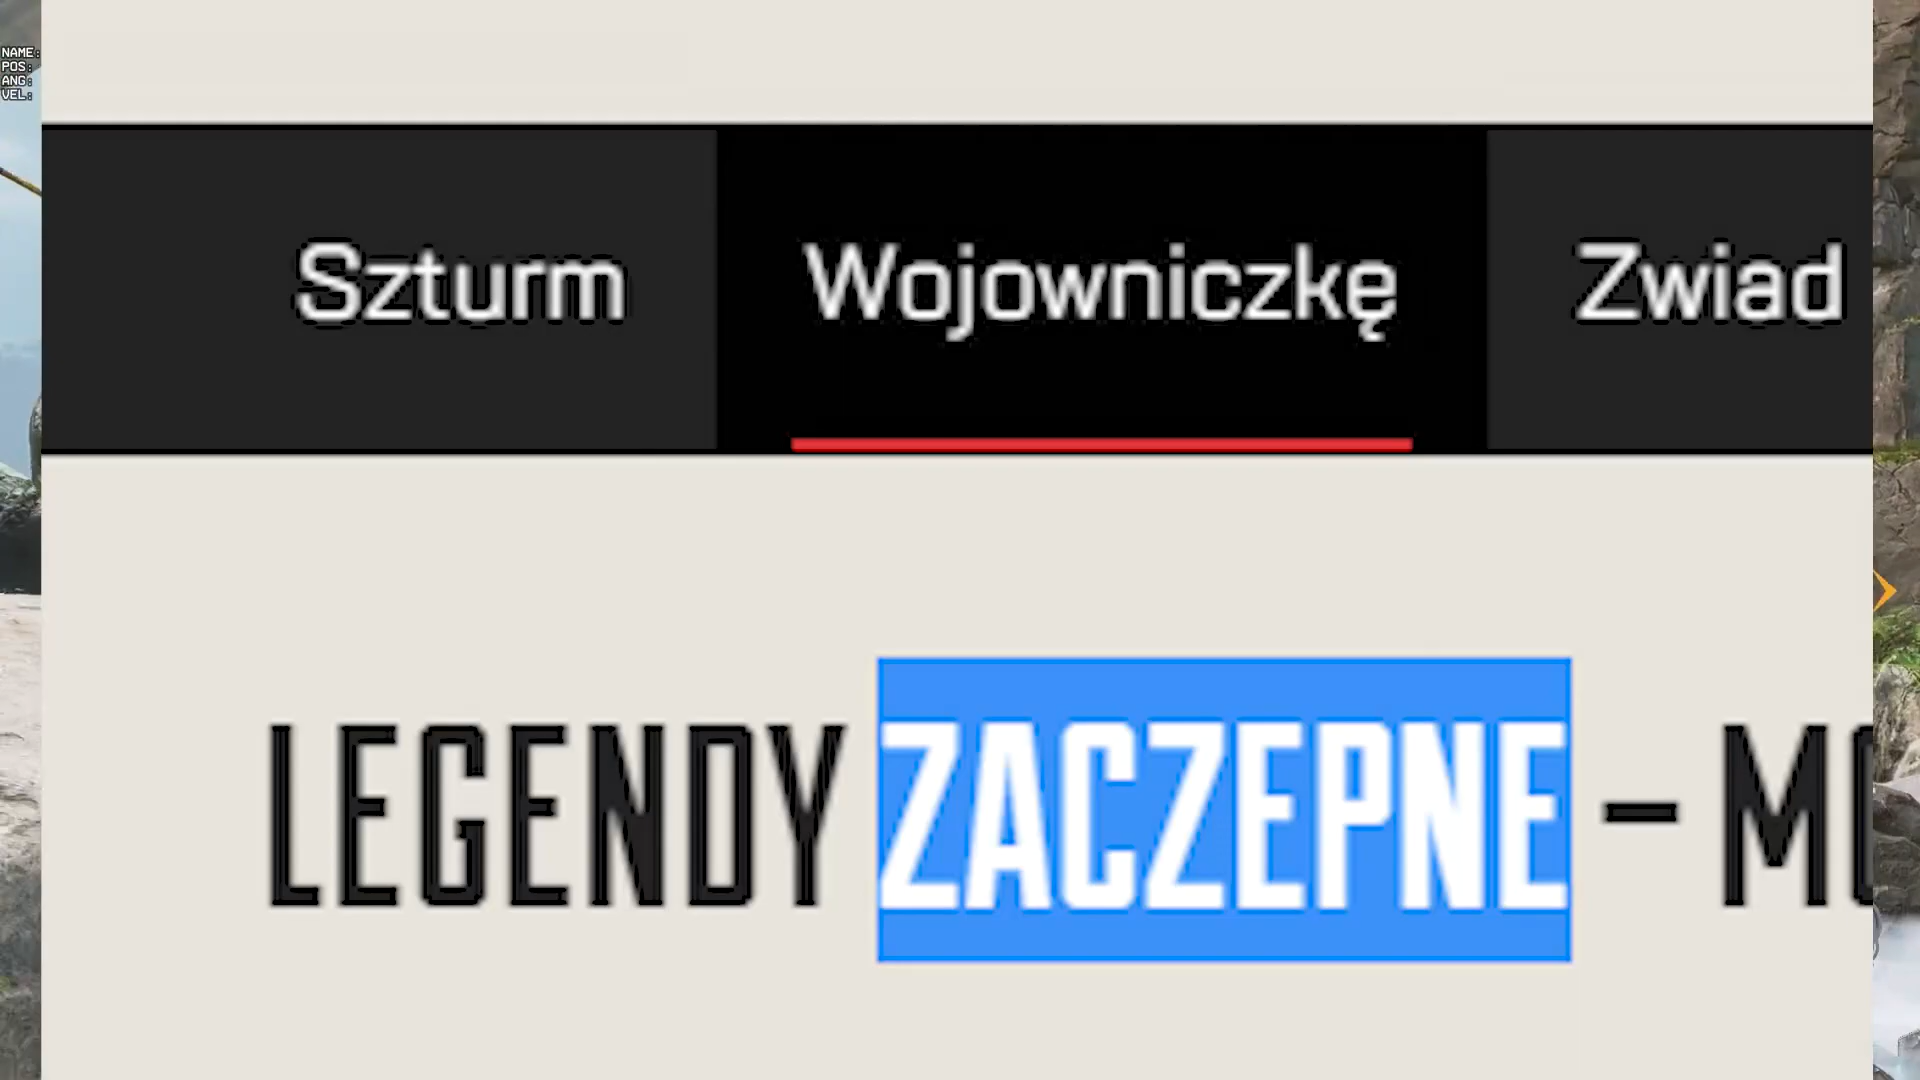 NAME:
POS:
ANG:
VEL:
Szturm Wojowniczkę Zwiad
LEGENDY ZACZEPNE –